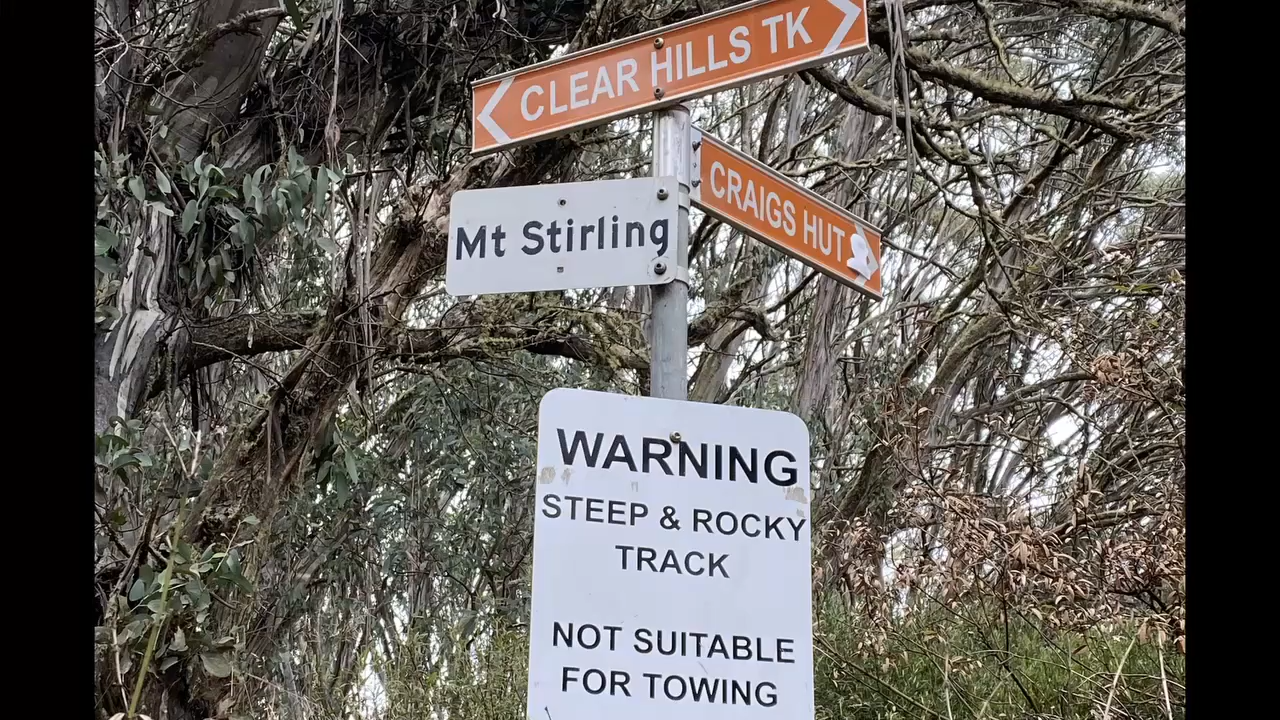 CLEAR HILLS TK
CRAIGS HUT
Mt Stirling
WARNING
STEEP & ROCKY
TRACK
NOT SUITABLE
FOR TOWING